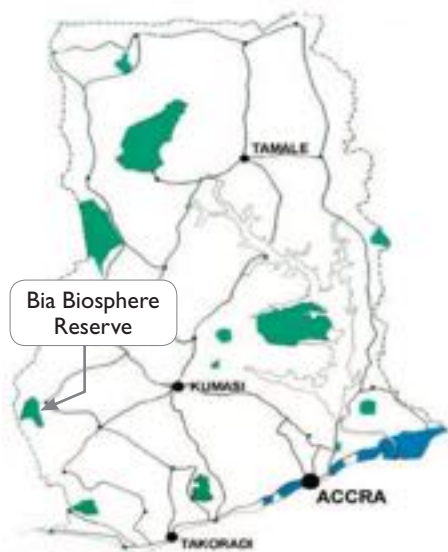 TAMALE
Bia Biosphere
Reserve
KUMASI
ACCRA
TAKORADI